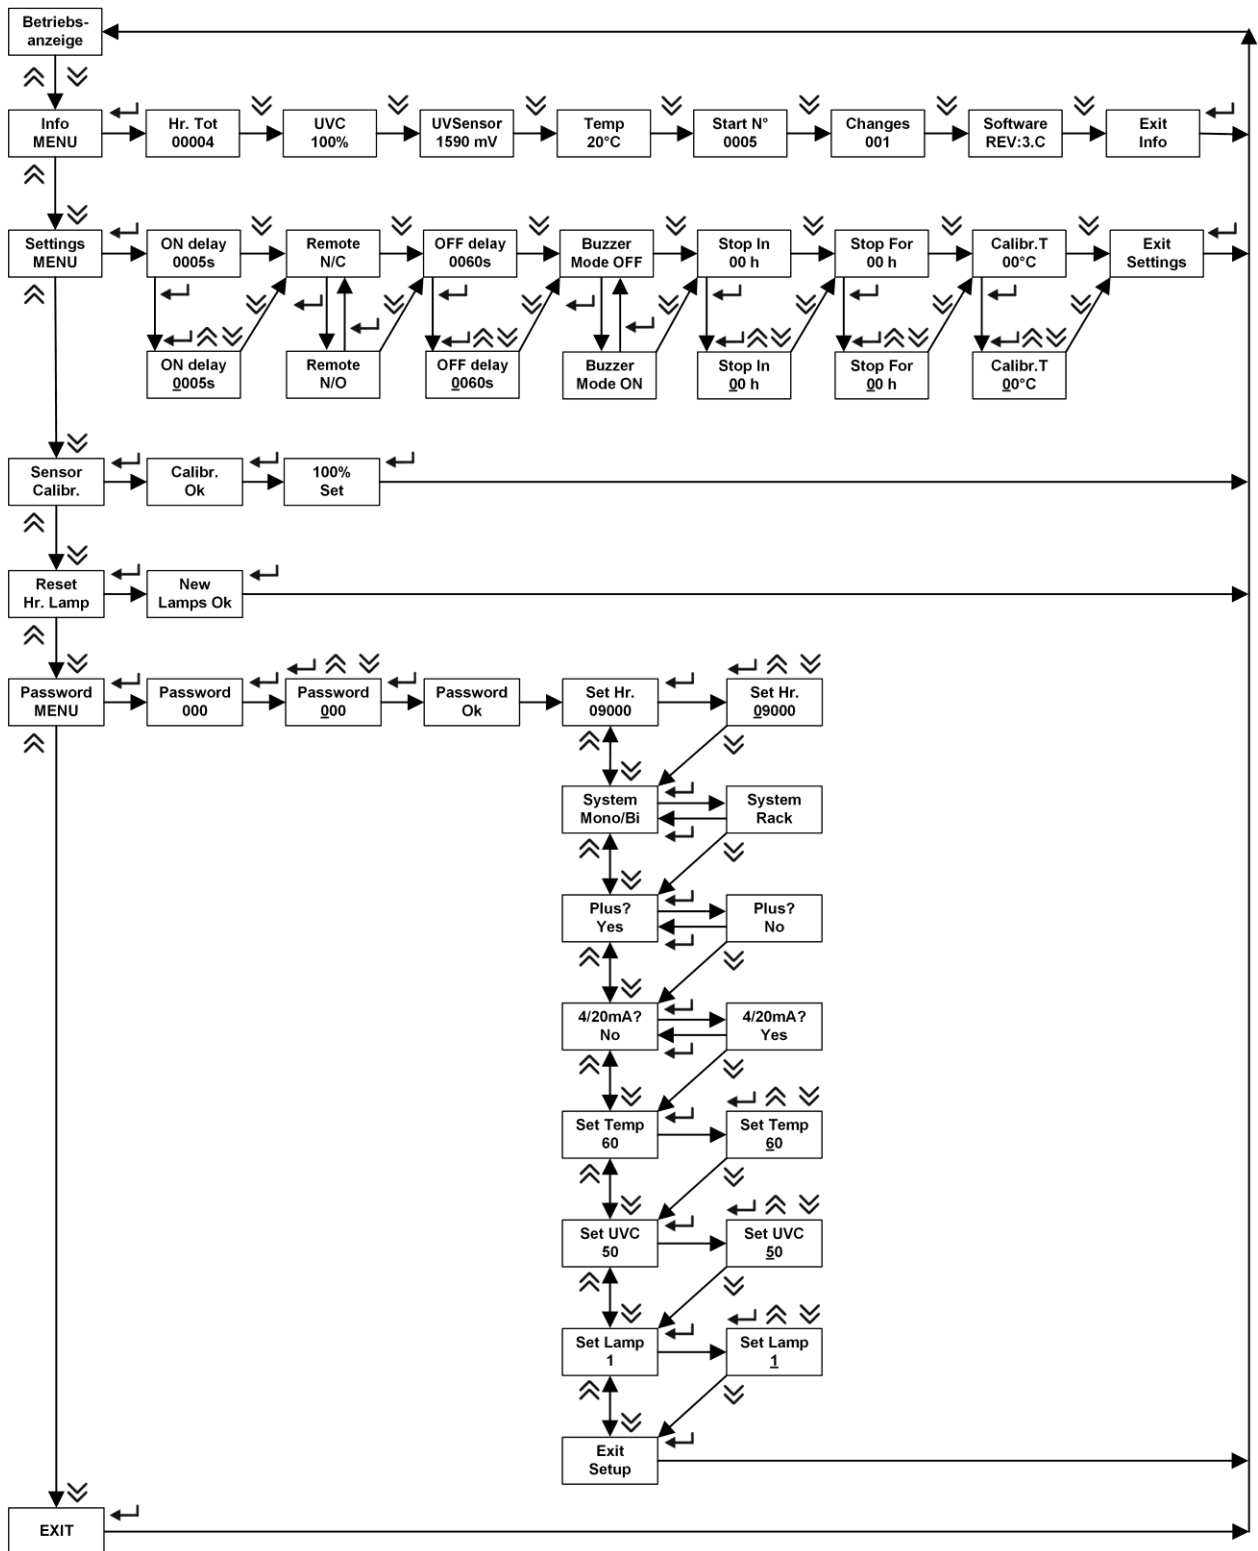 Betriebs-
anzeige
Info
MENU
Hr. Tot
00004
UVC
100%
UVSensor
1590 mV
Temp
20°C
Start N°
0005
Changes
001
Software
REV:3.C
Exit
Info
Settings
MENU
ON delay
0005s
Remote
N/C
OFF delay
0060s
Buzzer
Mode OFF
Stop In
00 h
Stop For
00 h
Calibr.T
00°C
Exit
Settings
ON delay
0005s
Remote
N/O
OFF delay
0060s
Buzzer
Mode ON
Stop In
00 h
Stop For
00 h
Calibr.T
00°C
Sensor
Calibr.
Calibr.
Ok
100%
Set
Reset
Hr. Lamp
New
Lamps Ok
Password
MENU
Password
000
Password
000
Password
Ok
Set Hr.
09000
Set Hr.
09000
System
Mono/Bi
System
Rack
Plus?
Yes
Plus?
No
4/20mA?
No
4/20mA?
Yes
Set Temp
60
Set Temp
60
Set UVC
50
Set UVC
50
Set Lamp
1
Set Lamp
1
Exit
Setup
EXIT